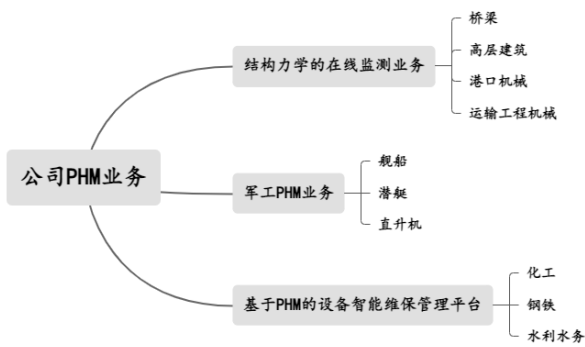 公司PHM业务
结构力学的在线监测业务
桥梁
高层建筑
港口机械
运输工程机械
军工PHM业务
舰船
潜艇
直升机
基于PHM的设备智能维保管理平台
化工
钢铁
水利水务